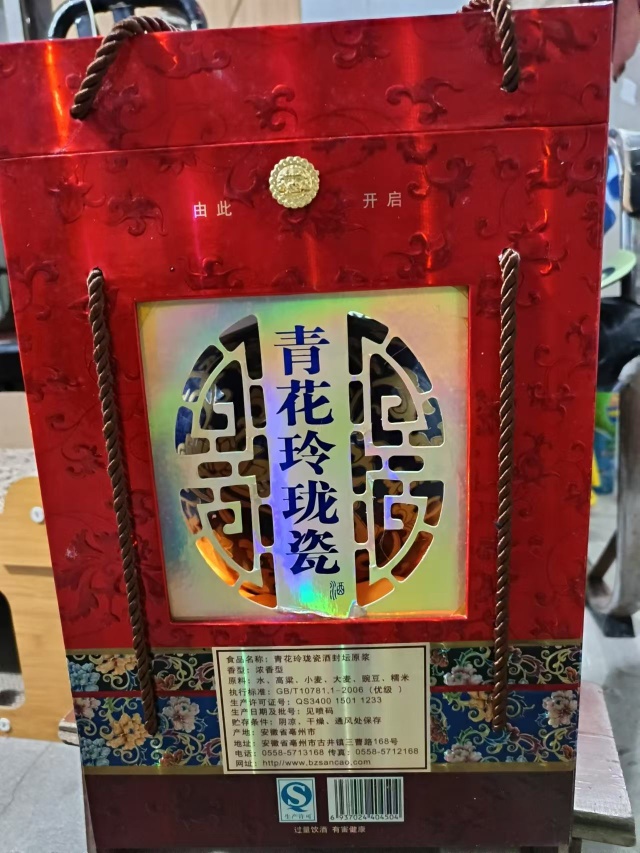 由此 开启
青花玲珑瓷
酒
食品名称：青花玲珑瓷酒封坛原浆
香型：浓香型
原料：水、高粱、小麦、大麦、豌豆、糯米
执行标准：GB/T10781.1-2006（优级）
生产许可证号：QS3400 1501 1233
生产日期及批号：见喷码
贮存条件：阴凉、干燥、通风处保存
产地：安徽省亳州市
地址：安徽省亳州市古井镇三曹路168号
电话：0558-5713168 传真：0558-5712168
网址：http//www.bzsancao.com
生产许可
6 937024 404504
过量饮酒 有害健康